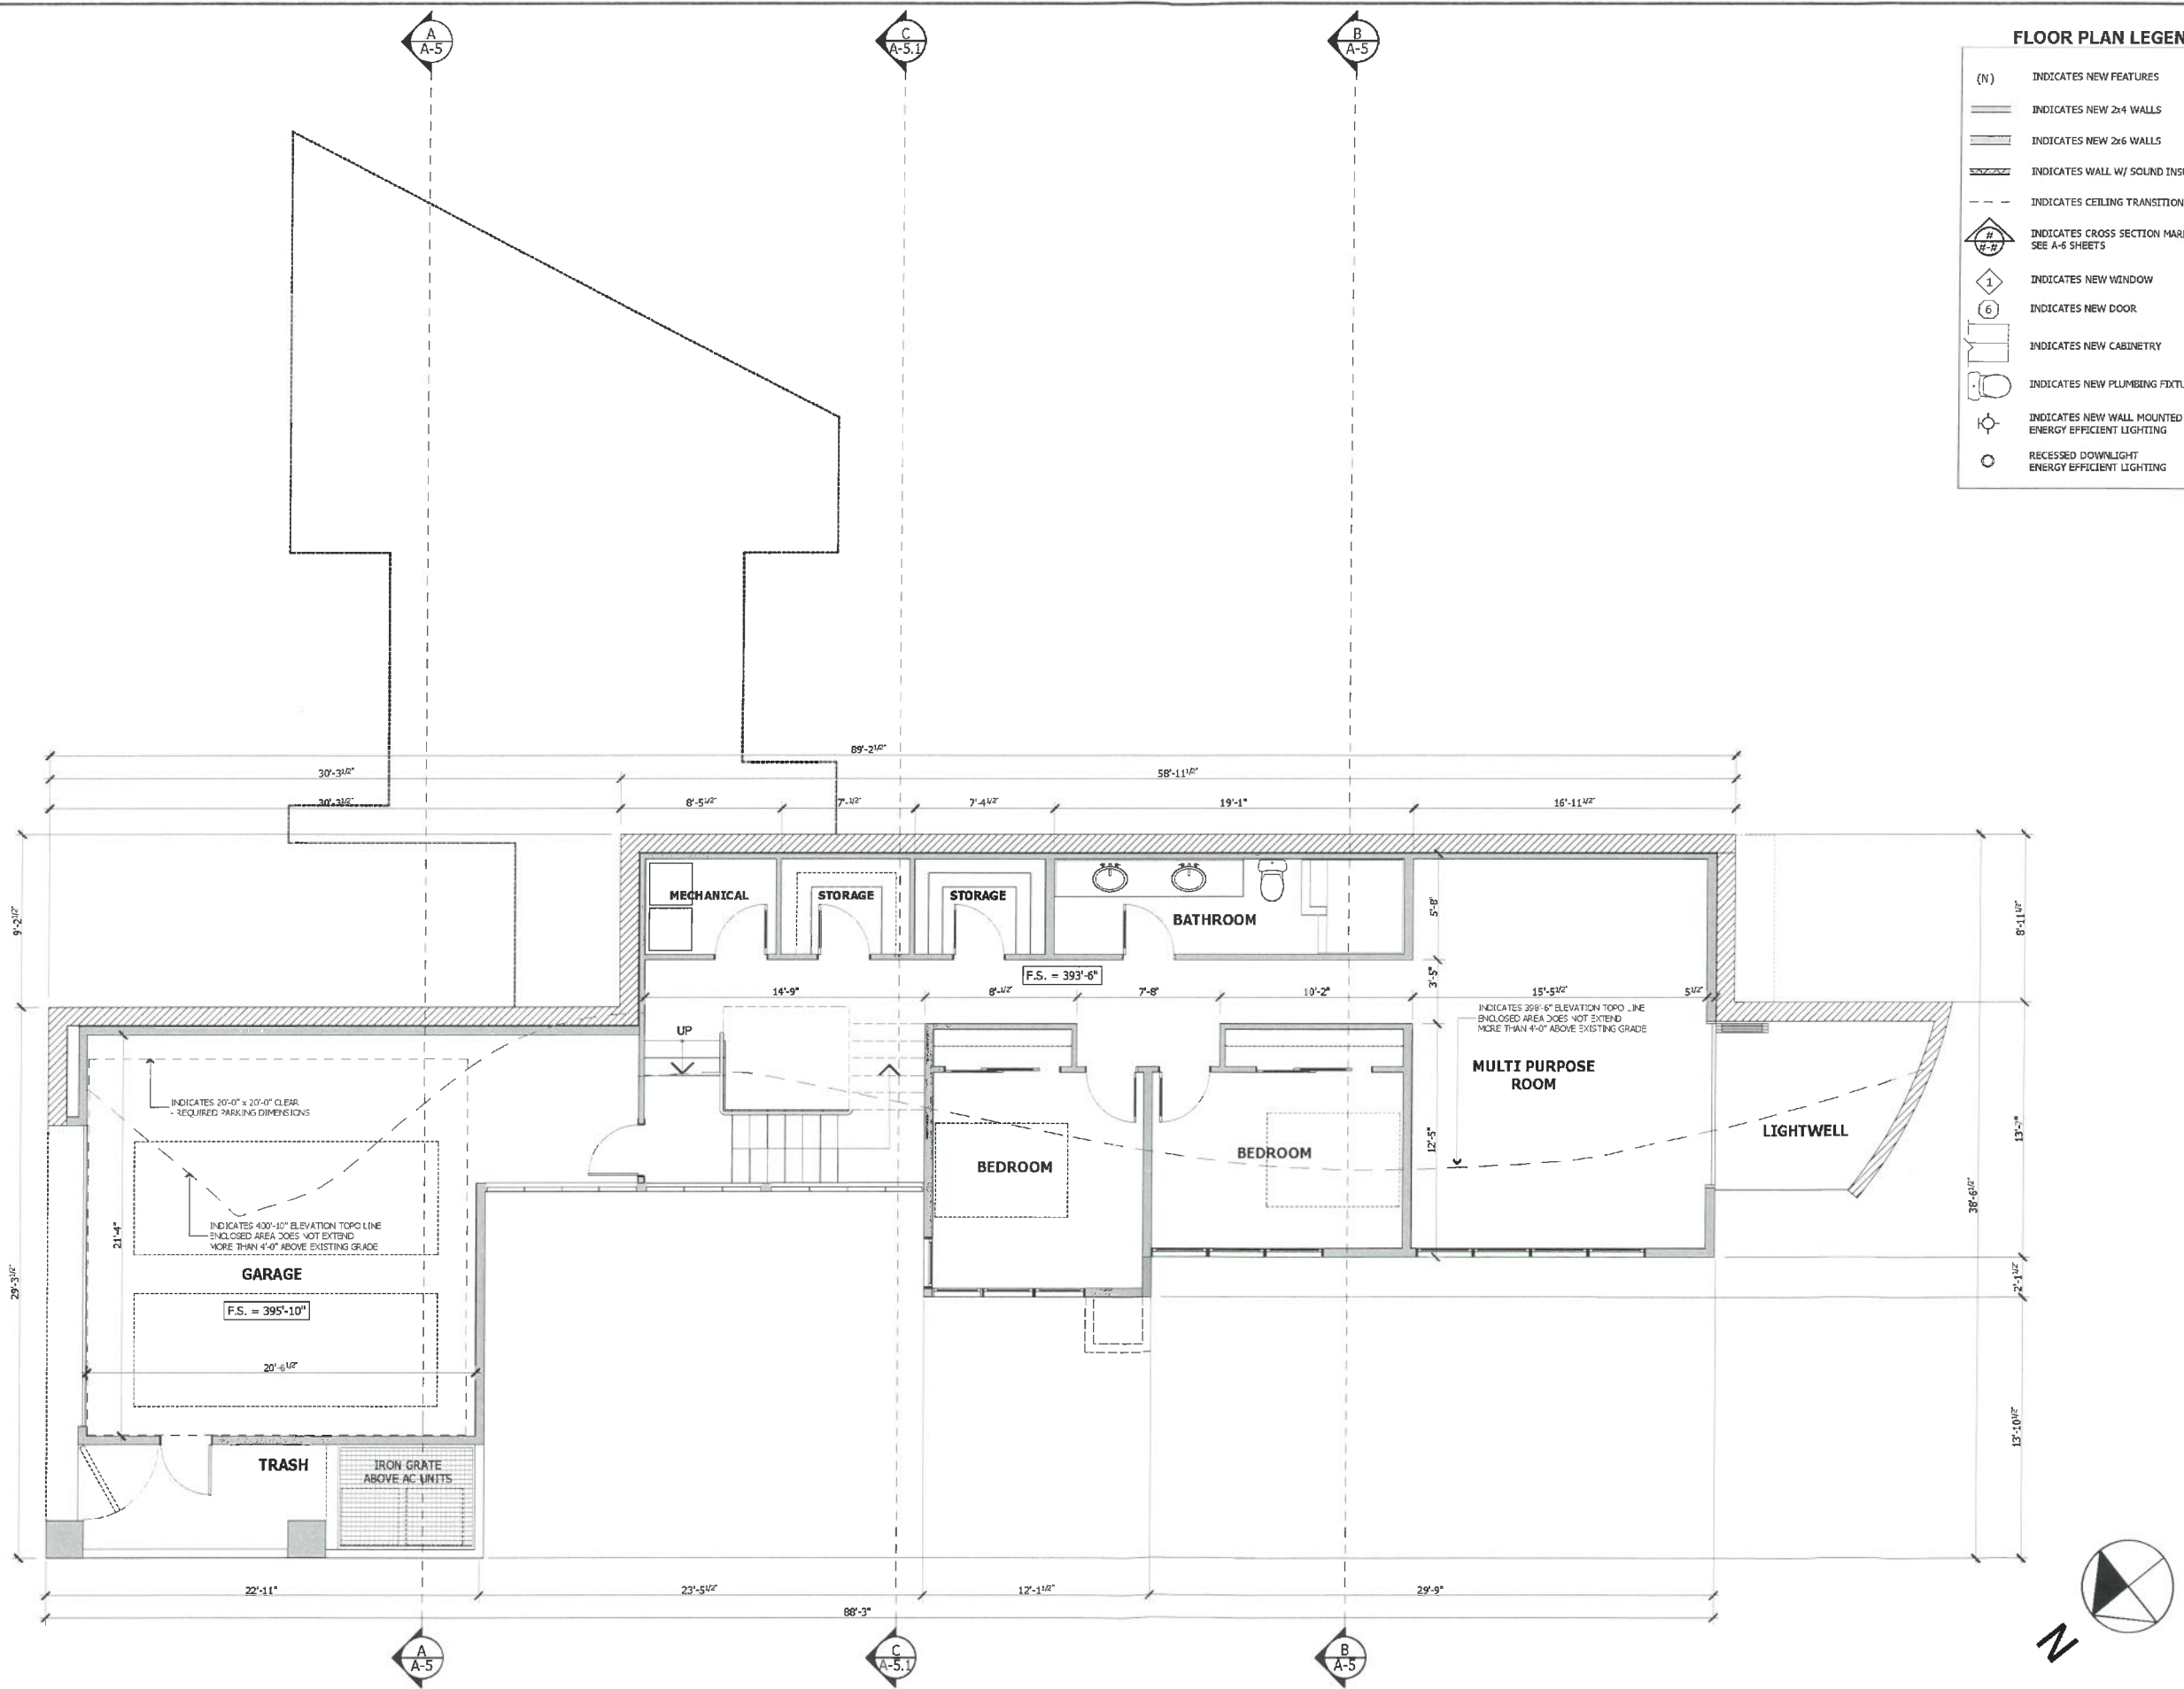 A
A-5
C
A-5.1
B
A-5
FLOOR PLAN LEGEN
(N) INDICATES NEW FEATURES
INDICATES NEW 2x4 WALLS
INDICATES NEW 2x6 WALLS
INDICATES WALL W/ SOUND INS
INDICATES CEILING TRANSITION
#
#-#
INDICATES CROSS SECTION MAR
SEE A-6 SHEETS
1 INDICATES NEW WINDOW
6 INDICATES NEW DOOR
INDICATES NEW CABINETRY
INDICATES NEW PLUMBING FIXTU
INDICATES NEW WALL MOUNTED
ENERGY EFFICIENT LIGHTING
RECESSED DOWNLIGHT
ENERGY EFFICIENT LIGHTING
89'-2 1/2"
30'-3 1/2"
58'-11 1/2"
30'-3 1/2"
8'-5 1/2"
7'-1/2"
7'-4 1/2"
19'-1"
16'-11 1/2"
9'-2 1/2"
MECHANICAL
STORAGE
STORAGE
BATHROOM
5'-8"
8'-11 1/2"
F.S. = 393'-6"
3'-5"
14'-9"
8'-1/2"
7'-8"
10'-2"
15'-5 1/2"
5 1/2"
INDICATES 398'-6" ELEVATION TOPO LINE
ENCLOSED AREA DOES NOT EXTEND
MORE THAN 4'-0" ABOVE EXISTING GRADE
UP
MULTI PURPOSE
ROOM
INDICATES 20'-0" x 20'-0" CLEAR
- REQUIRED PARKING DIMENSIONS
LIGHTWELL
12'-5"
13'-7"
BEDROOM
BEDROOM
INDICATES 400'-10" ELEVATION TOPO LINE
ENCLOSED AREA DOES NOT EXTEND
MORE THAN 4'-0" ABOVE EXISTING GRADE
21'-4"
38'-6 1/2"
GARAGE
29'-3 1/2"
2'-1 1/2"
F.S. = 395'-10"
20'-6 1/2"
13'-10 1/2"
TRASH
IRON GRATE
ABOVE AC UNITS
22'-11"
23'-5 1/2"
12'-1 1/2"
29'-9"
88'-3"
N
A
A-5
C
A-5.1
B
A-5